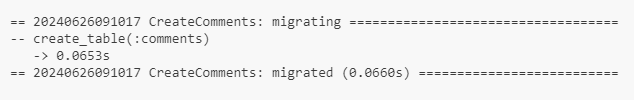 == 20240626091017 CreateComments: migrating ==================================
-- create_table(:comments)
   -> 0.0653s
== 20240626091017 CreateComments: migrated (0.0660s) =========================